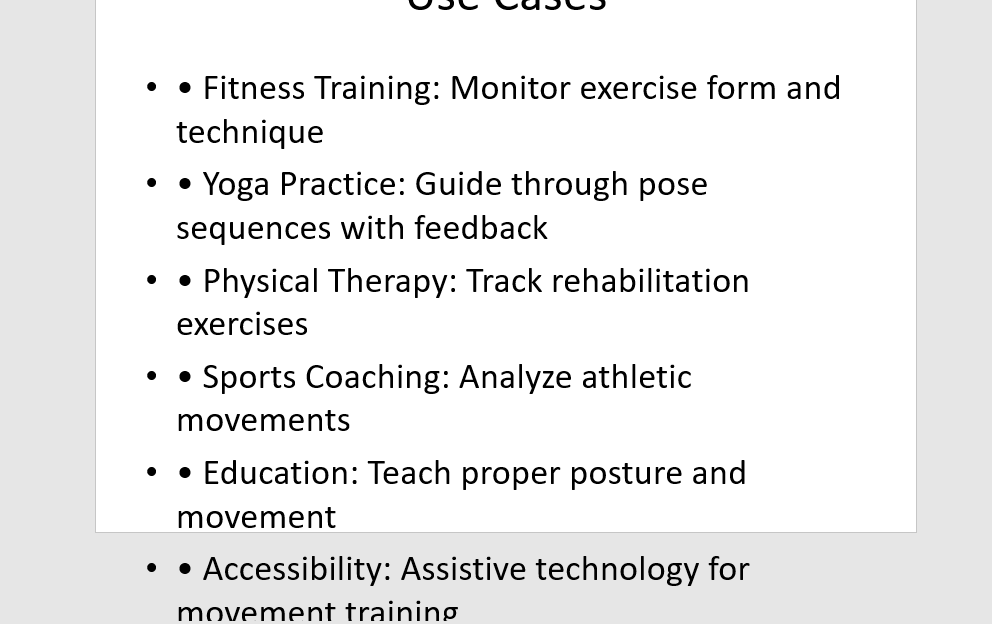 Use Cases
• • Fitness Training: Monitor exercise form and
technique
• • Yoga Practice: Guide through pose
sequences with feedback
• • Physical Therapy: Track rehabilitation
exercises
• • Sports Coaching: Analyze athletic
movements
• • Education: Teach proper posture and
movement
• • Accessibility: Assistive technology for
movement training